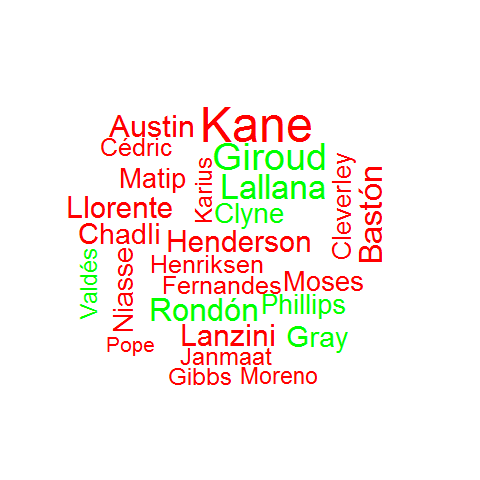 Kane
Austin
Cédric
Giroud
Matip
Karius
Lallana
Cleverley
Bastón
Llorente
Clyne
Chadli
Henderson
Valdés
Niasse
Henriksen
Fernandes
Moses
Rondón
Phillips
Lanzini
Gray
Pope
Janmaat
Gibbs
Moreno